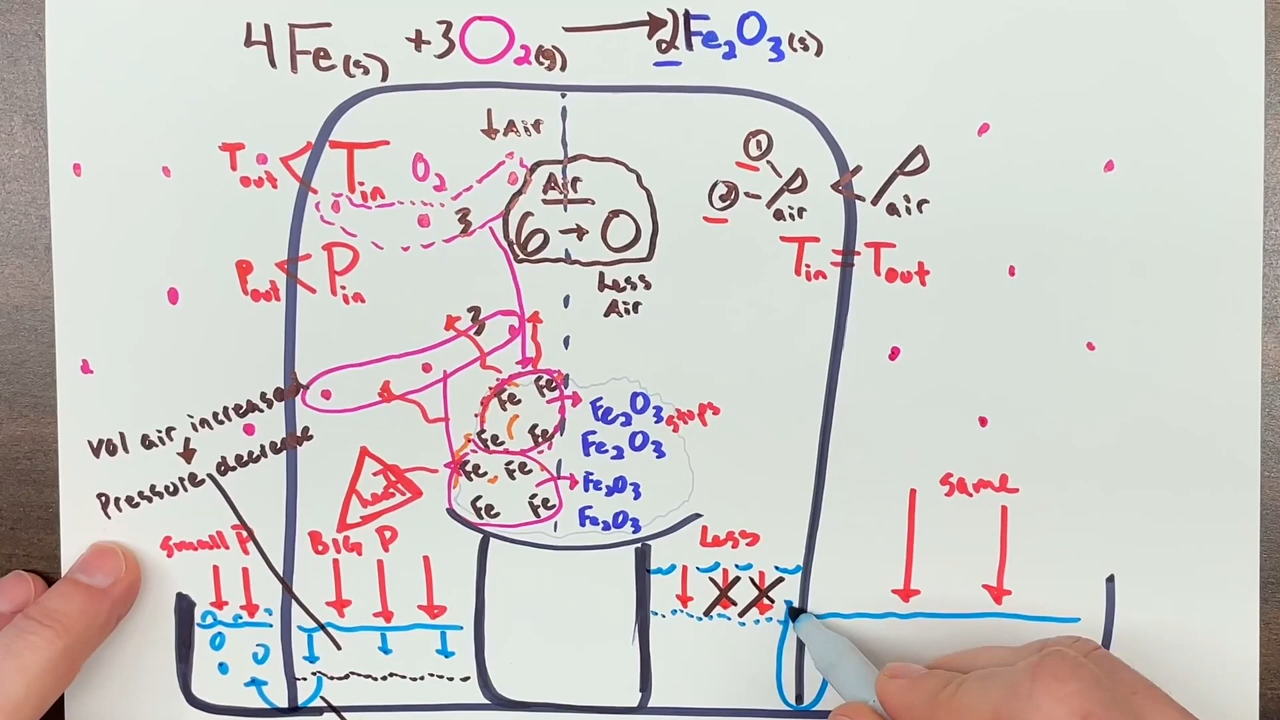 4Fe(s) +3O2(g) → 2Fe2O3(s)
↓Air
Tout < Tin
O2
3
Air
6 → O
Less
Air
Pout < Pin
① ② Pair < Pair
Tin = Tout
3
vol air increased
↓
Pressure decrease
Fe Fe
Fe Fe
Fe Fe
Fe Fe
Fe2O3 stops
Fe2O3
Fe2O3
Fe2O3
heat
small P
BIG P
Less
same